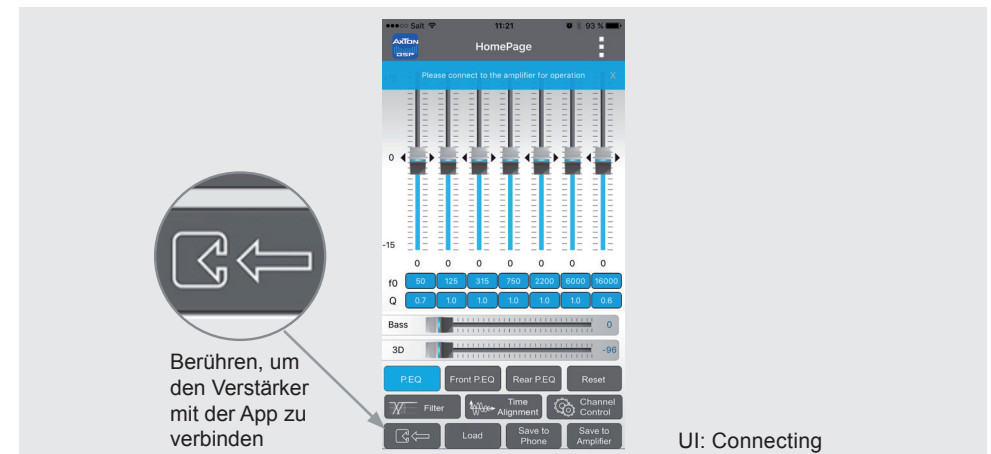 Salt 11:21 93 %
AXTON
DSP
HomePage
Please connect to the amplifier for operation X
0
-15
0 0 0 0 0 0 0
f0 50 125 315 750 2200 6000 16000
Q 0.7 1.0 1.0 1.0 1.0 1.0 0.6
Bass 0
3D -96
P.EQ Front P.EQ Rear P.EQ Reset
Filter Time Alignment Channel Control
Load Save to Phone Save to Amplifier
Berühren, um
den Verstärker
mit der App zu
verbinden
UI: Connecting